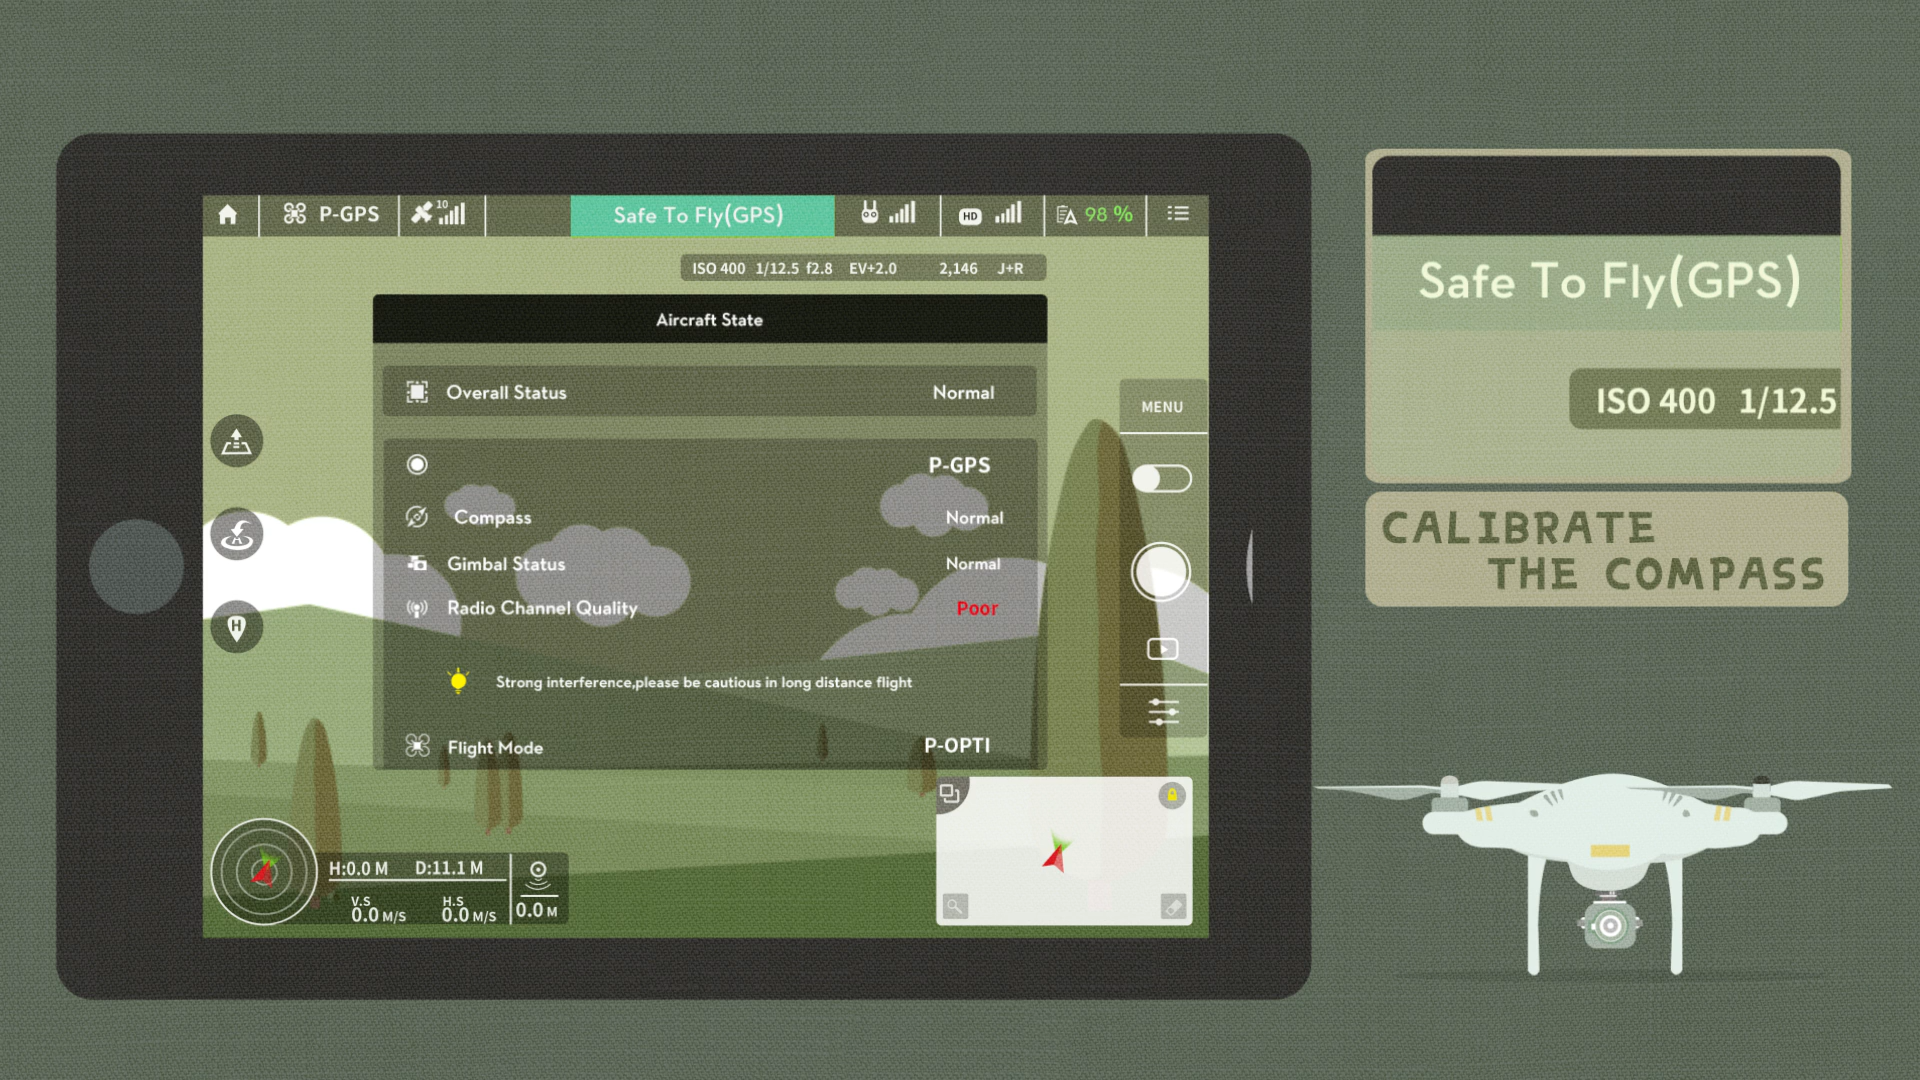 P-GPS
10
Safe To Fly(GPS)
HD
98 %
ISO 400 1/12.5 f2.8 EV+2.0 2,146 J+R
Aircraft State
Overall Status Normal
P-GPS
Compass Normal
Gimbal Status Normal
Radio Channel Quality Poor
Strong interference,please be cautious in long distance flight
Flight Mode P-OPTI
MENU
H
H:0.0 M D:11.1 M
V.S H.S
0.0 M/S 0.0 M/S
0.0 M
Safe To Fly(GPS)
ISO 400 1/12.5
CALIBRATE
THE COMPASS